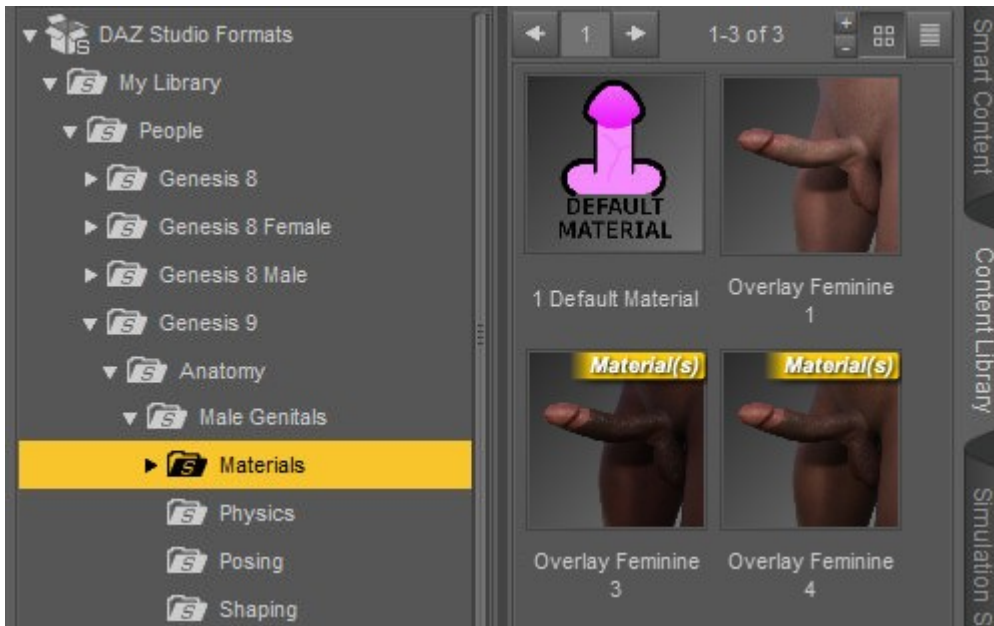 DAZ Studio Formats
My Library
People
Genesis 8
Genesis 8 Female
Genesis 8 Male
Genesis 9
Anatomy
Male Genitals
Materials
Physics
Posing
Shaping
1
1-3 of 3
DEFAULT
MATERIAL
1 Default Material
Overlay Feminine
1
Material(s)
Overlay Feminine
3
Material(s)
Overlay Feminine
4
Smart Content
Content Library
Simulation S